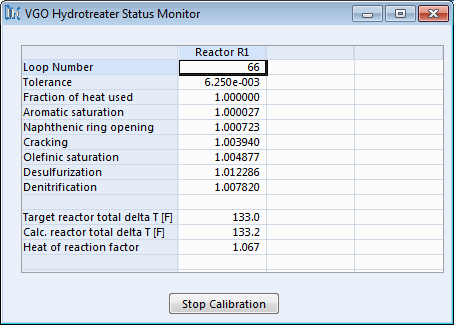 VGO Hydrotreater Status Monitor
Reactor R1
Loop Number 66
Tolerance 6.250e-003
Fraction of heat used 1.000000
Aromatic saturation 1.000027
Naphthenic ring opening 1.000723
Cracking 1.003940
Olefinic saturation 1.004877
Desulfurization 1.012286
Denitrification 1.007820
Target reactor total delta T [F] 133.0
Calc. reactor total delta T [F] 133.2
Heat of reaction factor 1.067
Stop Calibration